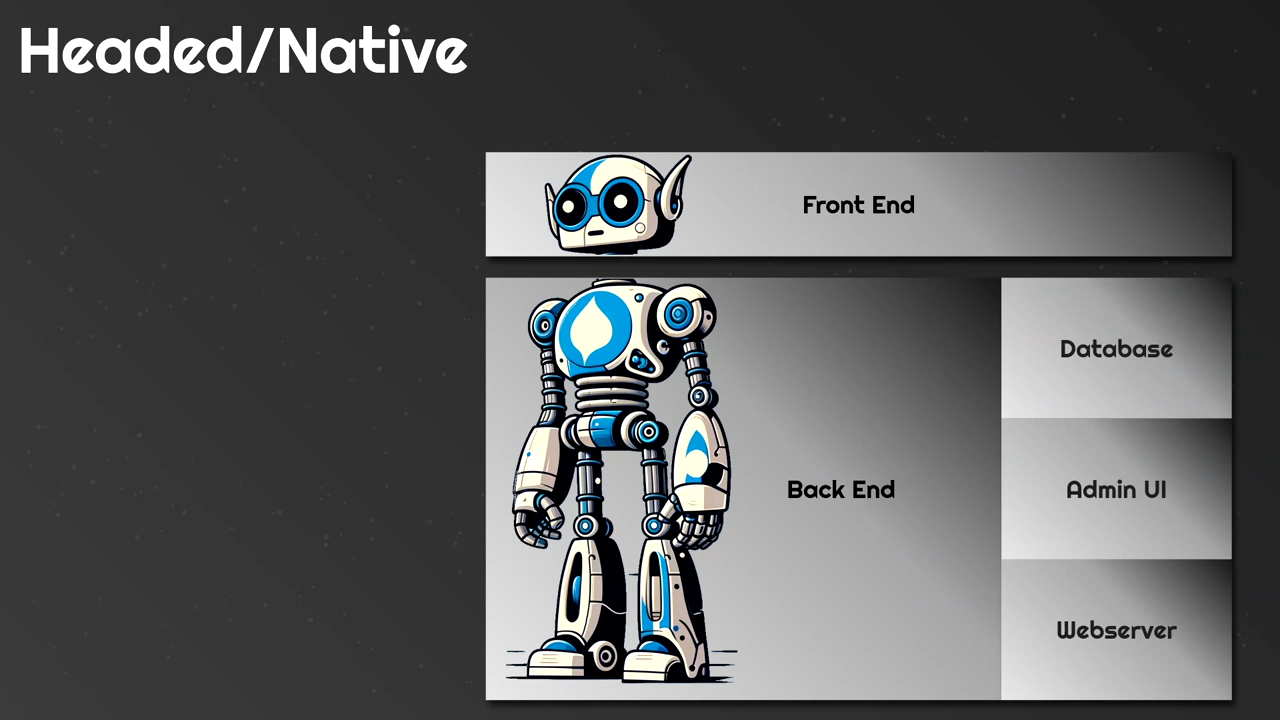 Headed/Native
Front End
Back End
Database
Admin UI
Webserver